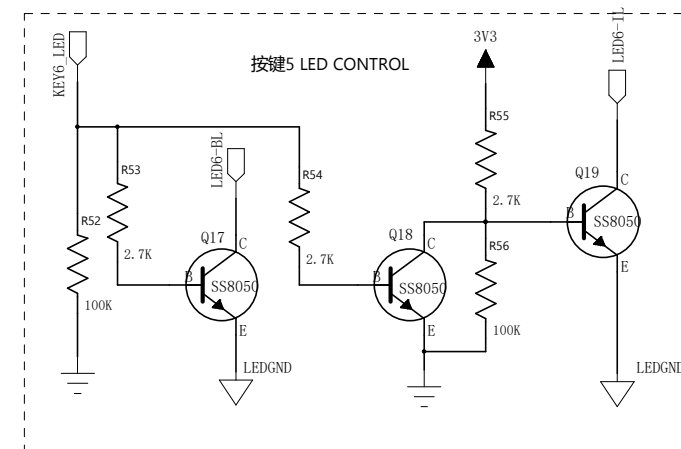 KEY6_LED
按键5 LED CONTROL
3V3
LED6-IL
R55
2.7K
R53
2.7K
LED6-BL
R54
2.7K
R52
100K
Q17
C
B
SS8050
E
LEDGND
Q18
C
B
SS8050
E
R56
100K
Q19
C
B
SS8050
E
LEDGND